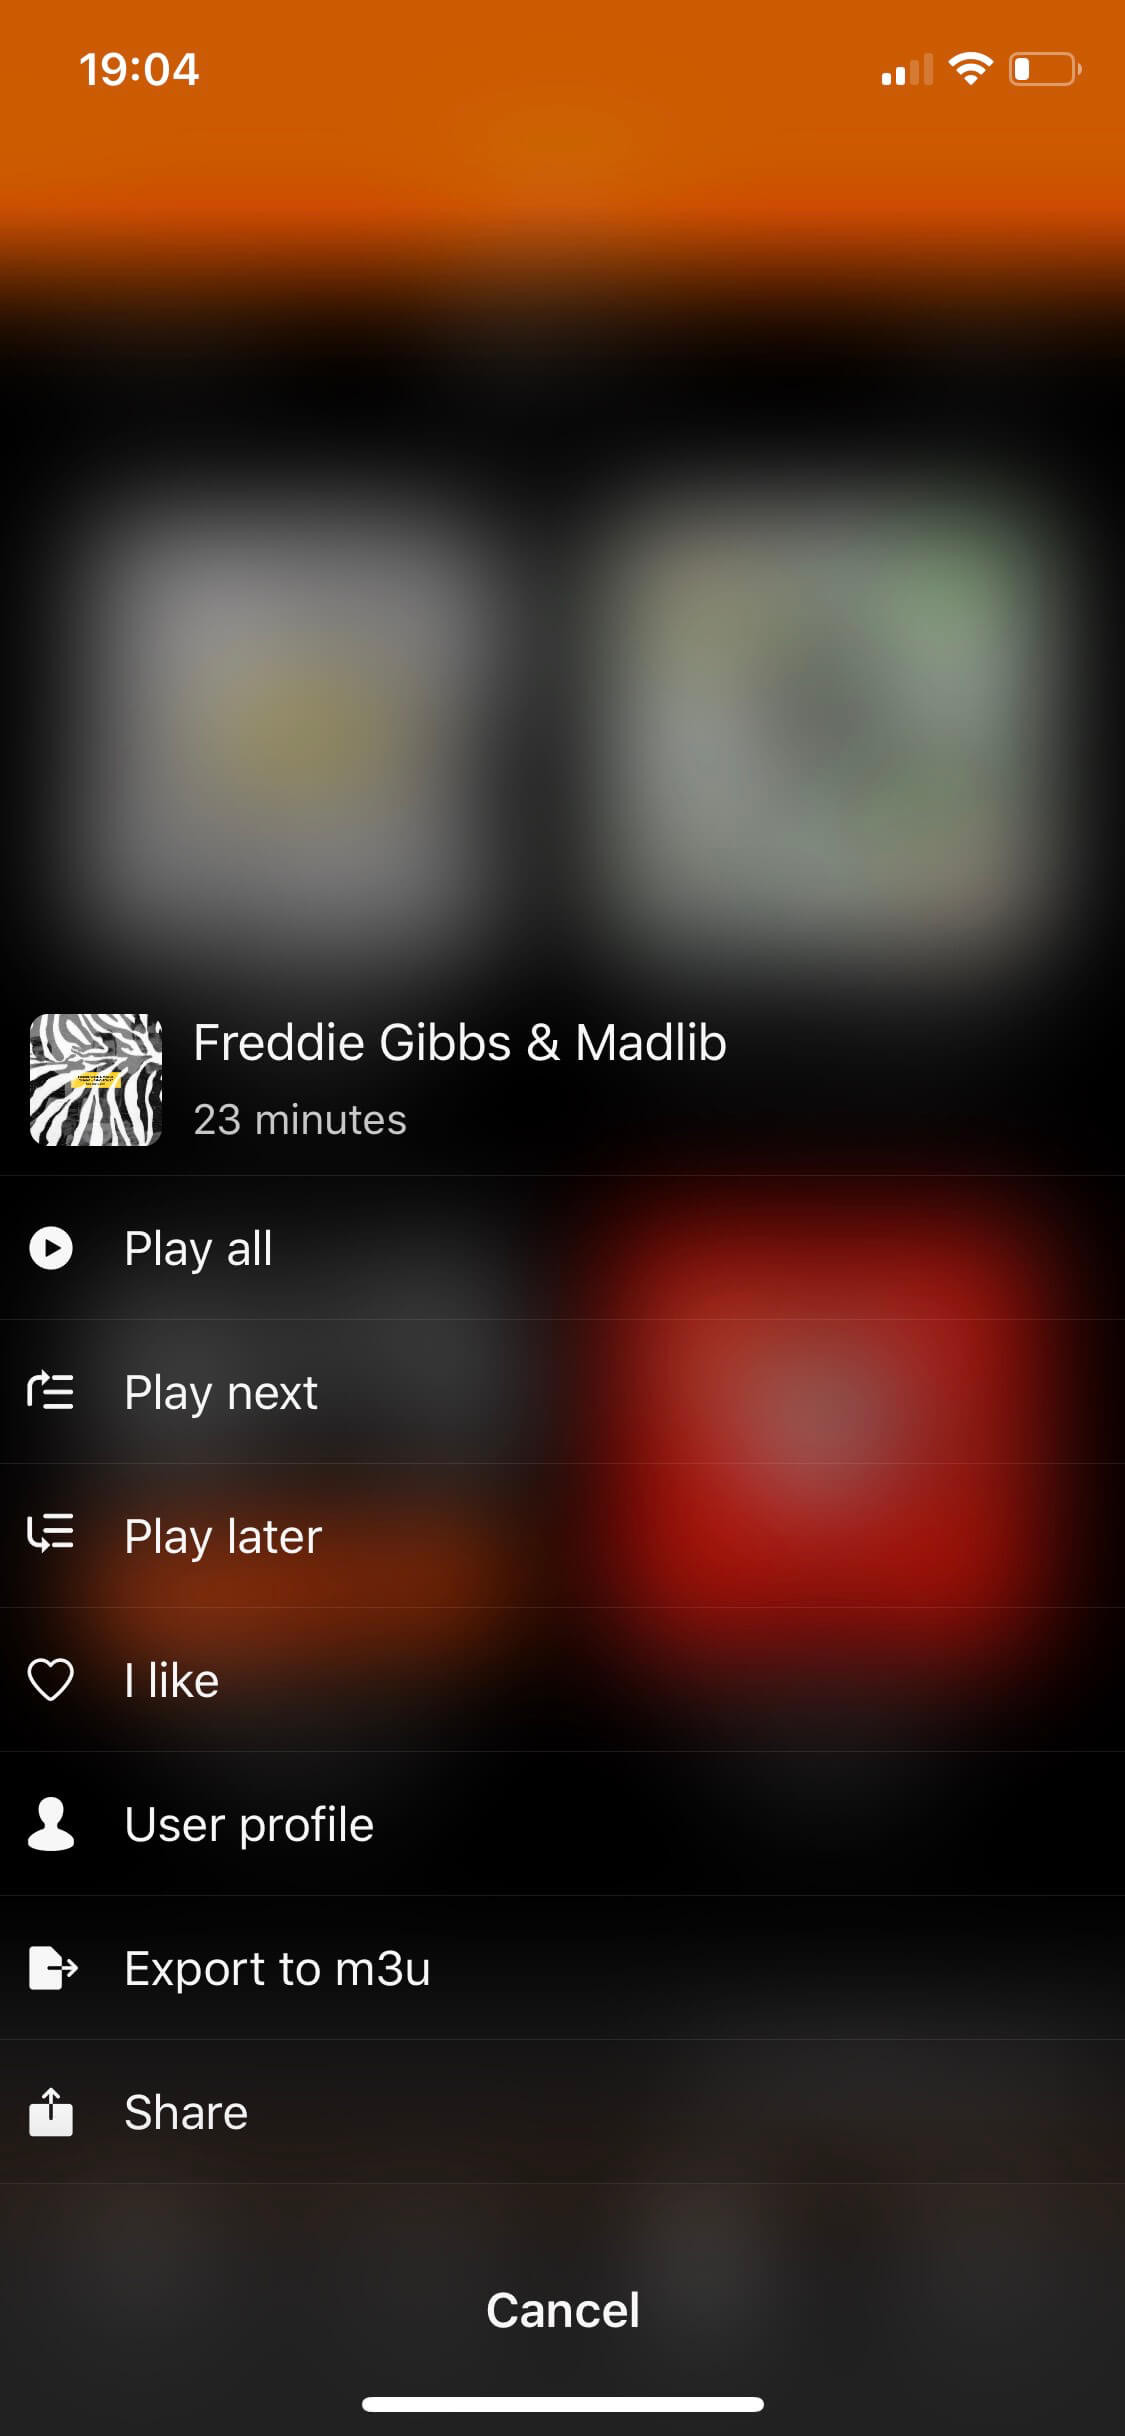 19:04
Freddie Gibbs & Madlib
23 minutes
Play all
Play next
Play later
I like
User profile
Export to m3u
Share
Cancel